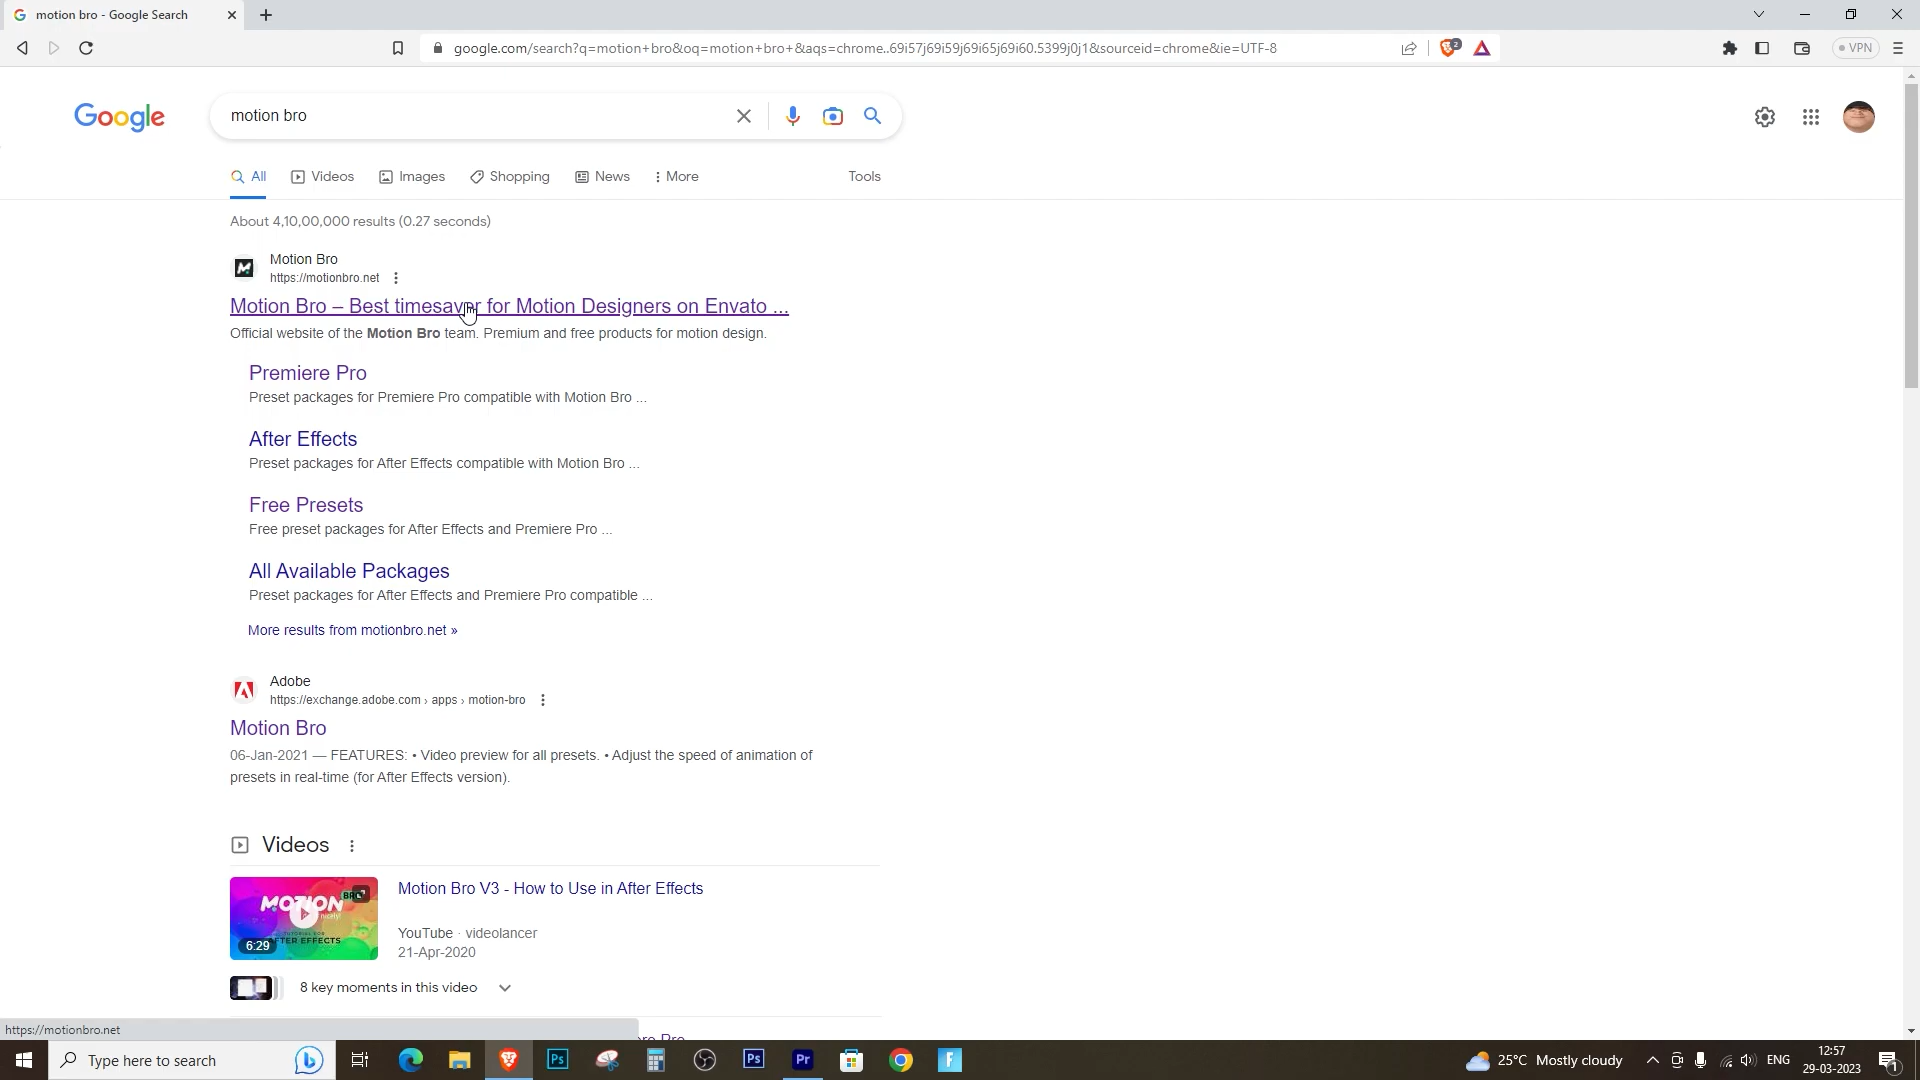 motion bro - Google Search
google.com/search?q=motion+bro&oq=motion+bro+&aqs=chrome..69i57j69i59j69i65j69i60.5399j0j1&sourceid=chrome&ie=UTF-8
2
VPN
Google
motion bro
All
Videos
Images
Shopping
News
More
Tools
About 4,10,00,000 results (0.27 seconds)
Motion Bro
https://motionbro.net
Motion Bro – Best timesaver for Motion Designers on Envato ...
Official website of the Motion Bro team. Premium and free products for motion design.
Premiere Pro
Preset packages for Premiere Pro compatible with Motion Bro ...
After Effects
Preset packages for After Effects compatible with Motion Bro ...
Free Presets
Free preset packages for After Effects and Premiere Pro ...
All Available Packages
Preset packages for After Effects and Premiere Pro compatible ...
More results from motionbro.net »
Adobe
https://exchange.adobe.com › apps › motion-bro
Motion Bro
06-Jan-2021 — FEATURES: • Video preview for all presets. • Adjust the speed of animation of
presets in real-time (for After Effects version).
Videos
MOTION
BRO
6:29
Motion Bro V3 - How to Use in After Effects
YouTube · videolancer
21-Apr-2020
8 key moments in this video
https://motionbro.net
Type here to search
Ps
Ps
Pr
F
25°C Mostly cloudy
ENG
12:57
29-03-2023
1